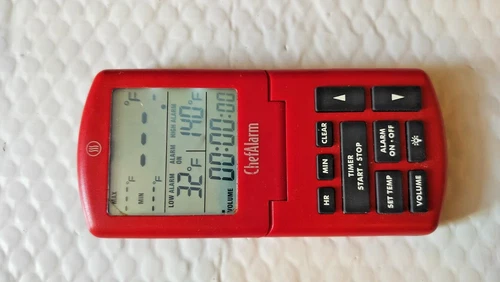 MAX
---°F
- - - °F
MIN
---°F
LOW ALARM HIGH ALARM
ON
32°F 140°F
VOLUME 00:00:00
ChefAlarm
HR MIN CLEAR
TIMER
START • STOP
SET TEMP
ALARM
ON • OFF
VOLUME